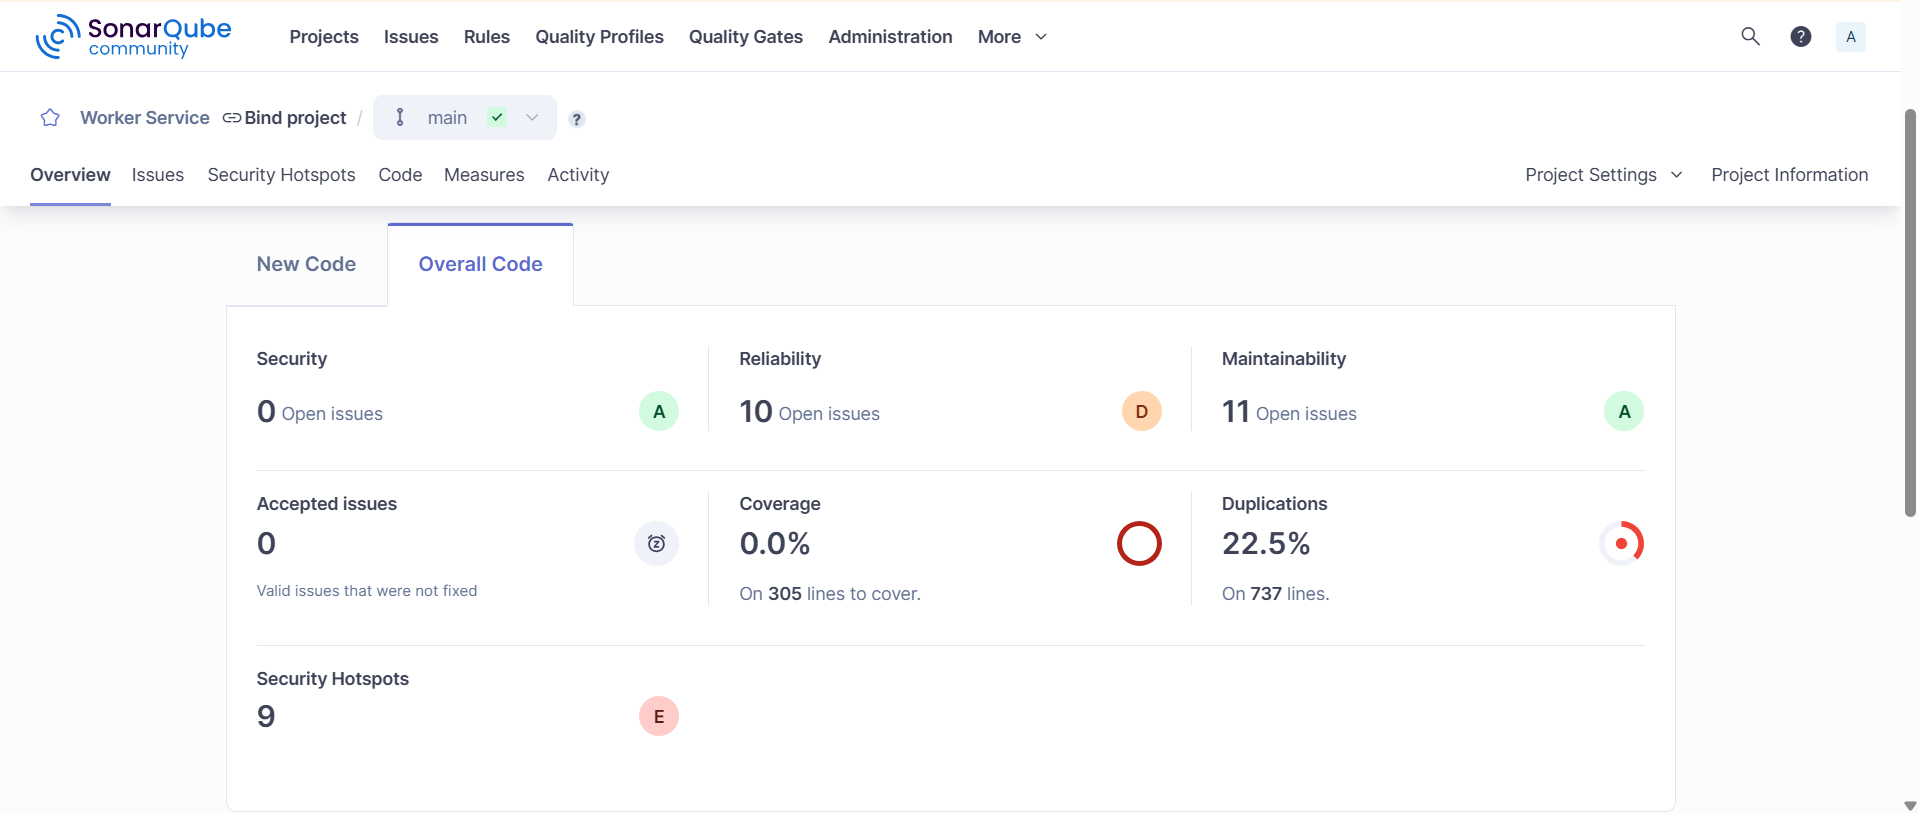 SonarQube
community
Projects Issues Rules Quality Profiles Quality Gates Administration More
? A
Worker Service Bind project / main ?
Overview Issues Security Hotspots Code Measures Activity Project Settings Project Information
New Code Overall Code
Security Reliability Maintainability
0 Open issues A 10 Open issues D 11 Open issues A
Accepted issues Coverage Duplications
0 0.0% 22.5%
Valid issues that were not fixed On 305 lines to cover. On 737 lines.
Security Hotspots
9 E